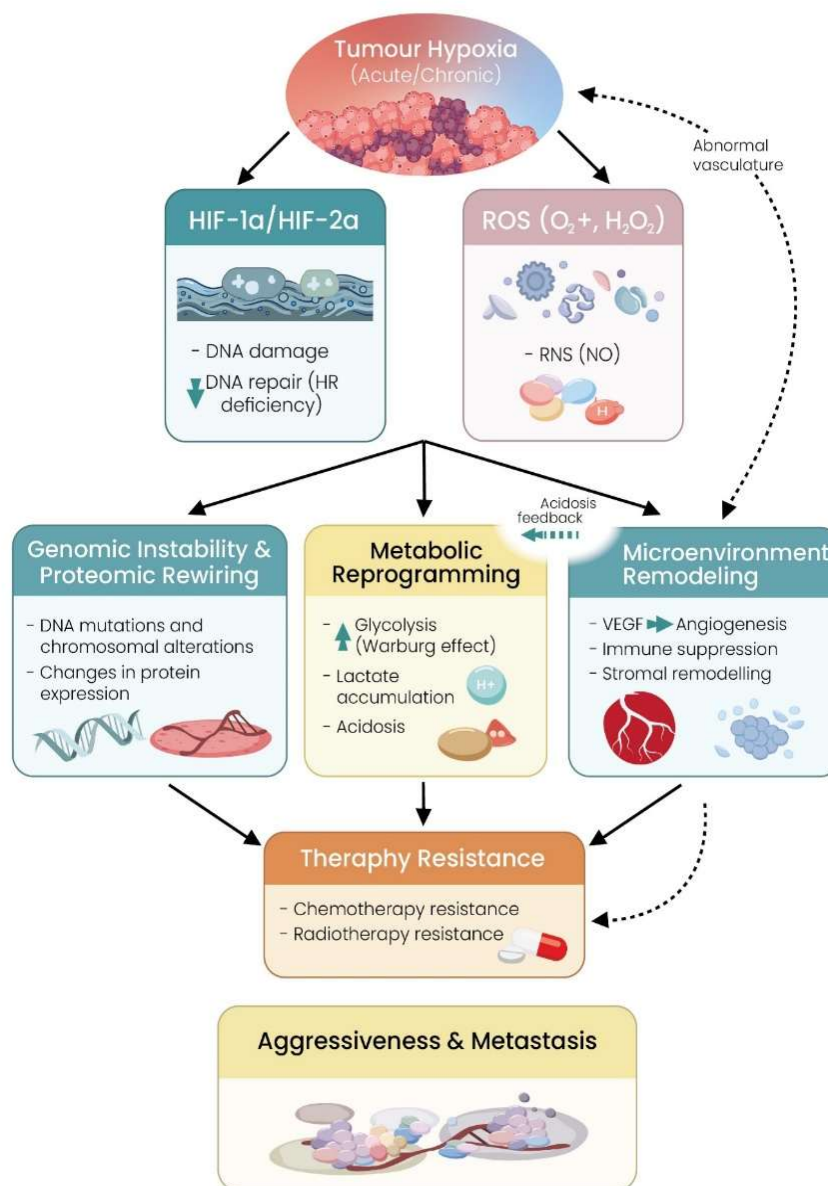 Tumour Hypoxia
(Acute/Chronic)
Abnormal
vasculature
HIF-1a/HIF-2a
- DNA damage
DNA repair (HR
deficiency)
ROS (O₂+, H₂O₂)
- RNS (NO)
H
Acidosis
feedback
Genomic Instability &
Proteomic Rewiring
- DNA mutations and
chromosomal alterations
- Changes in protein
expression
Metabolic
Reprogramming
- Glycolysis
(Warburg effect)
- Lactate
accumulation
H+
- Acidosis
Microenvironment
Remodeling
- VEGF Angiogenesis
- Immune suppression
- Stromal remodelling
Theraphy Resistance
- Chemotherapy resistance
- Radiotherapy resistance
Aggressiveness & Metastasis